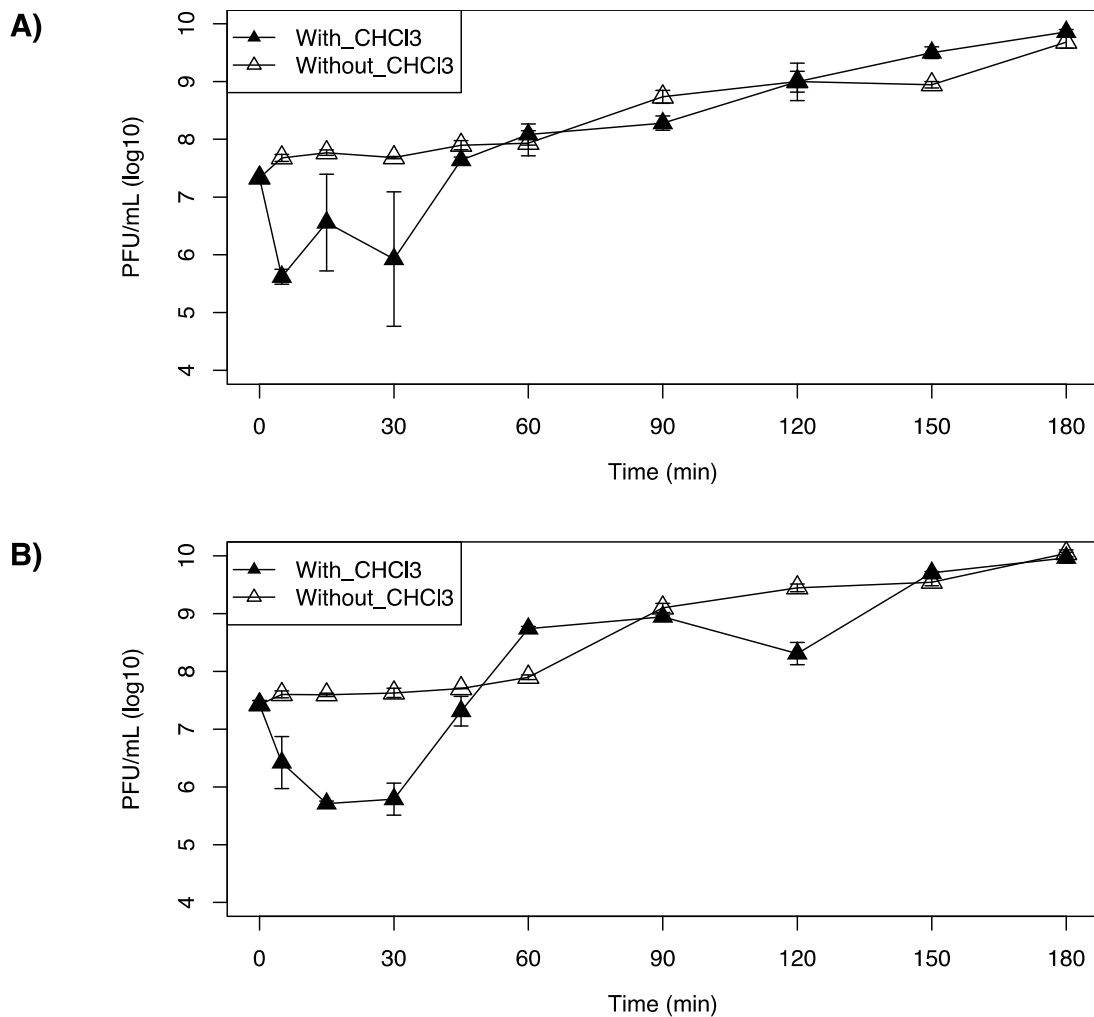 A)
With_CHCl3
Without_CHCl3
PFU/mL (log10)
10
9
8
7
6
5
4
0 30 60 90 120 150 180
Time (min)
B)
With_CHCl3
Without_CHCl3
PFU/mL (log10)
10
9
8
7
6
5
4
0 30 60 90 120 150 180
Time (min)